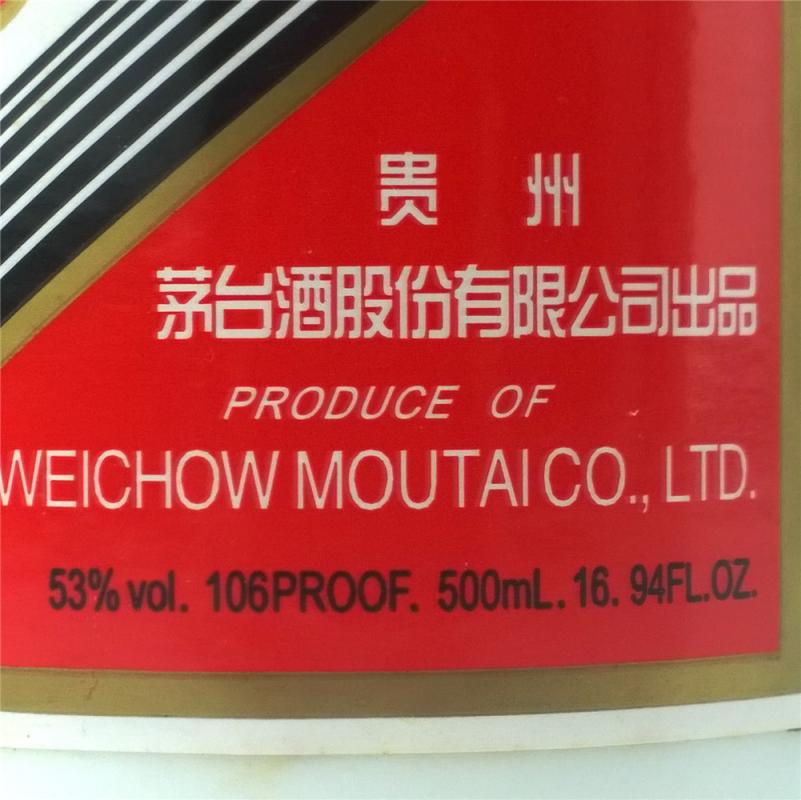 贵州
茅台酒股份有限公司出品
PRODUCE OF
WEICHOW MOUTAI CO., LTD.
53% vol. 106PROOF. 500mL. 16. 94FL.OZ.